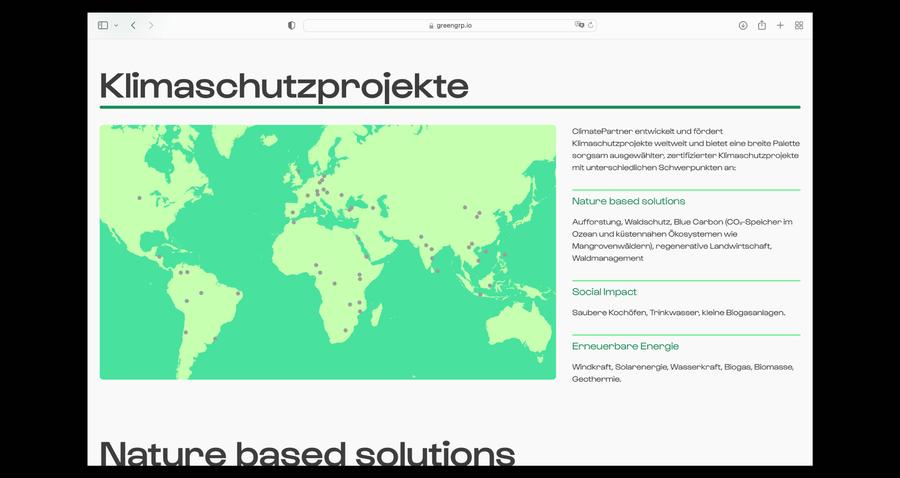 greengrp.io
Klimaschutzprojekte
ClimatePartner entwickelt und fördert
Klimaschutzprojekte weltweit und bietet eine breite Palette
sorgsam ausgewählter, zertifizierter Klimaschutzprojekte
mit unterschiedlichen Schwerpunkten an:
Nature based solutions
Aufforstung, Waldschutz, Blue Carbon (CO₂-Speicher im
Ozean und küstennahen Ökosystemen wie
Mangrovenwäldern), regenerative Landwirtschaft,
Waldmanagement
Social Impact
Saubere Kochöfen, Trinkwasser, kleine Biogasanlagen.
Erneuerbare Energie
Windkraft, Solarenergie, Wasserkraft, Biogas, Biomasse,
Geothermie.
Nature based solutions